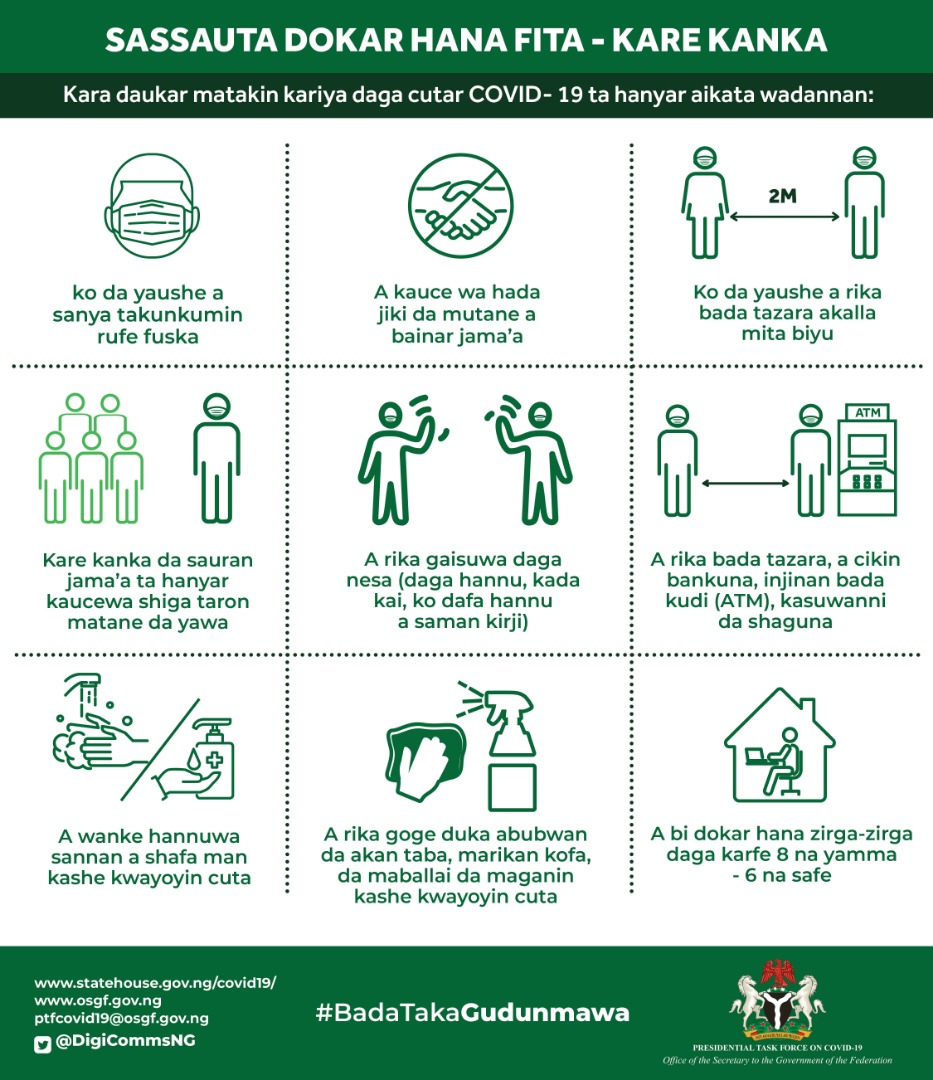 SASSAUTA DOKAR HANA FITA - KARE KANKA
Kara daukar matakin kariya daga cutar COVID- 19 ta hanyar aikata wadannan:
ko da yaushe a
sanya takunkumin
rufe fuska
A kauce wa hada
jiki da mutane a
bainar jama'a
2M
Ko da yaushe a rika
bada tazara akalla
mita biyu
Kare kanka da sauran
jama'a ta hanyar
kaucewa shiga taron
matane da yawa
A rika gaisuwa daga
nesa (daga hannu, kada
kai, ko dafa hannu
a saman kirji)
ATM
A rika bada tazara, a cikin
bankuna, injinan bada
kudi (ATM), kasuwanni
da shaguna
A wanke hannuwa
sannan a shafa man
kashe kwayoyin cuta
A rika goge duka abubwan
da akan taba, marikan kofa,
da maballai da maganin
kashe kwayoyin cuta
A bi dokar hana zirga-zirga
daga karfe 8 na yamma
- 6 na safe
www.statehouse.gov.ng/covid19/
www.osgf.gov.ng
ptfcovid19@osgf.gov.ng
@DigiCommsNG
#BadaTakaGudunmawa
PRESIDENTIAL TASK FORCE ON COVID-19
Office of the Secretary to the Government of the Federation